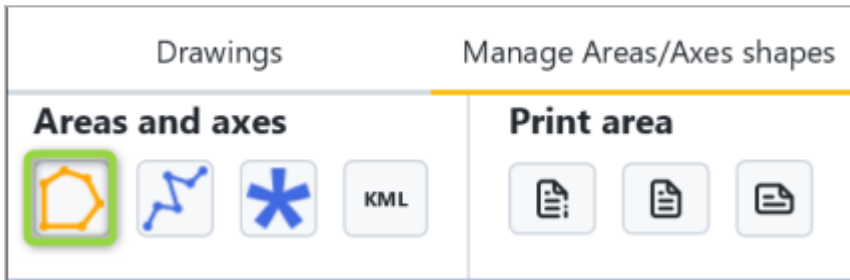 Drawings
Manage Areas/Axes shapes
Areas and axes
Print area
KML